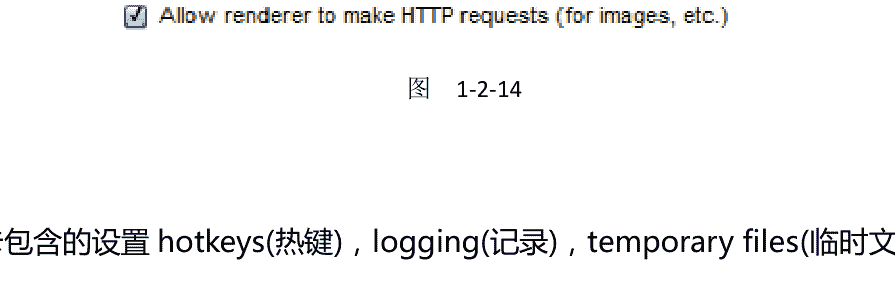 Allow renderer to make HTTP requests (for images, etc.)
图 1-2-14
包含的设置 hotkeys(热键)，logging(记录)，temporary files(临时文